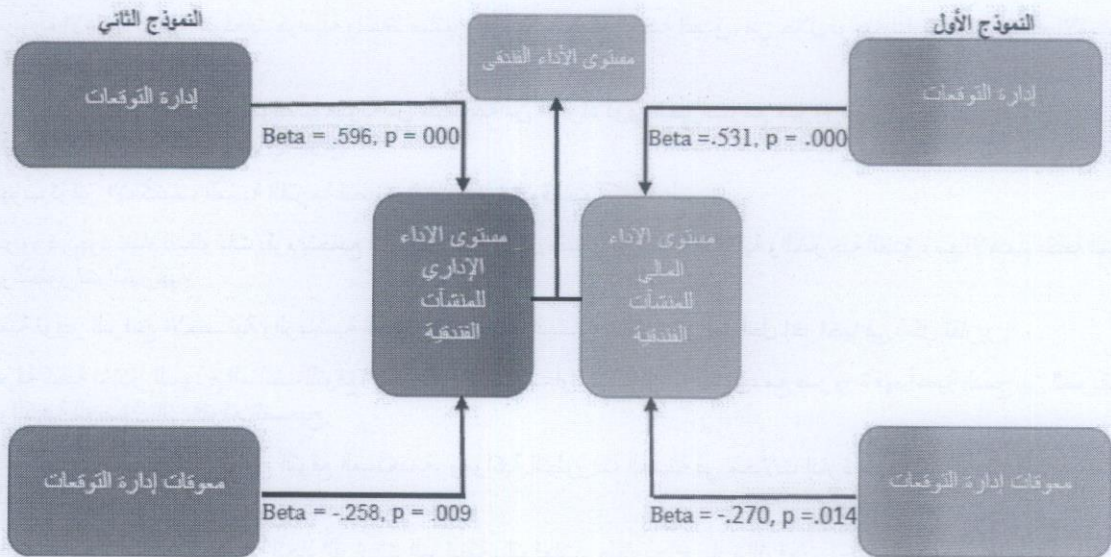 النموذج الأول
النموذج الثاني
مستوى الأداء الفندقى
إدارة التوقعات
إدارة التوقعات
Beta =.531, p = .000
Beta = .596, p = 000
مستوى الاداء
المالي
للمنشآت
الفندقية
مستوى الاداء
الإداري
للمنشآت
الفندقية
معوقات إدارة التوقعات
معوقات إدارة التوقعات
Beta = -.270, p =.014
Beta = -.258, p = .009